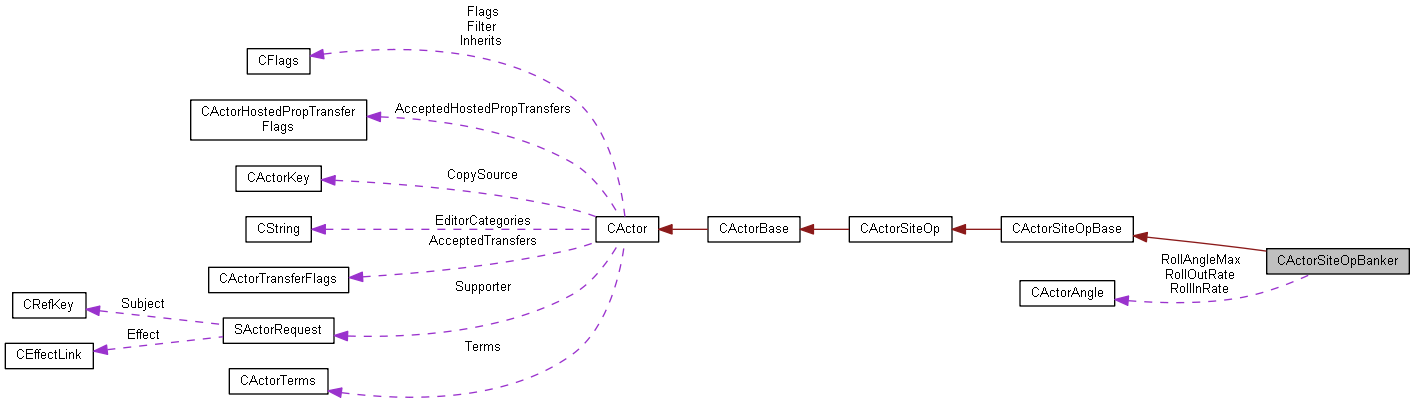 Flags
Filter
Inherits
CFlags
CActorHostedPropTransfer
Flags
AcceptedHostedPropTransfers
CActorKey
CopySource
CString
EditorCategories
CActor
CActorBase
CActorSiteOp
CActorSiteOpBase
AcceptedTransfers
CActorTransferFlags
Supporter
RollAngleMax
RollOutRate
RollInRate
CActorSiteOpBanker
CActorAngle
CRefKey
Subject
SActorRequest
Effect
CEffectLink
Terms
CActorTerms